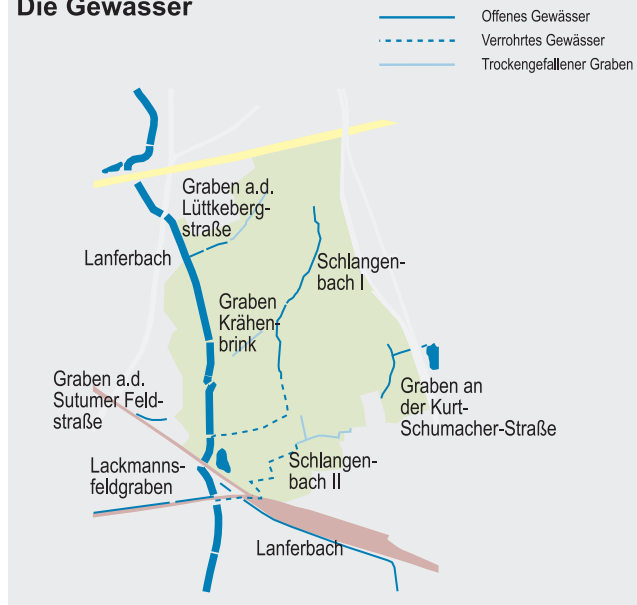 Die Gewässer
Offenes Gewässer
Verrohrtes Gewässer
Trockengefallener Graben
Graben a.d.
Lüttkeberg-
straße
Lanferbach
Schlangen-
bach I
Graben
Krähen-
brink
Graben a.d.
Sutumer Feld-
straße
Graben an
der Kurt-
Schumacher-Straße
Lackmanns-
feldgraben
Schlangen-
bach II
Lanferbach